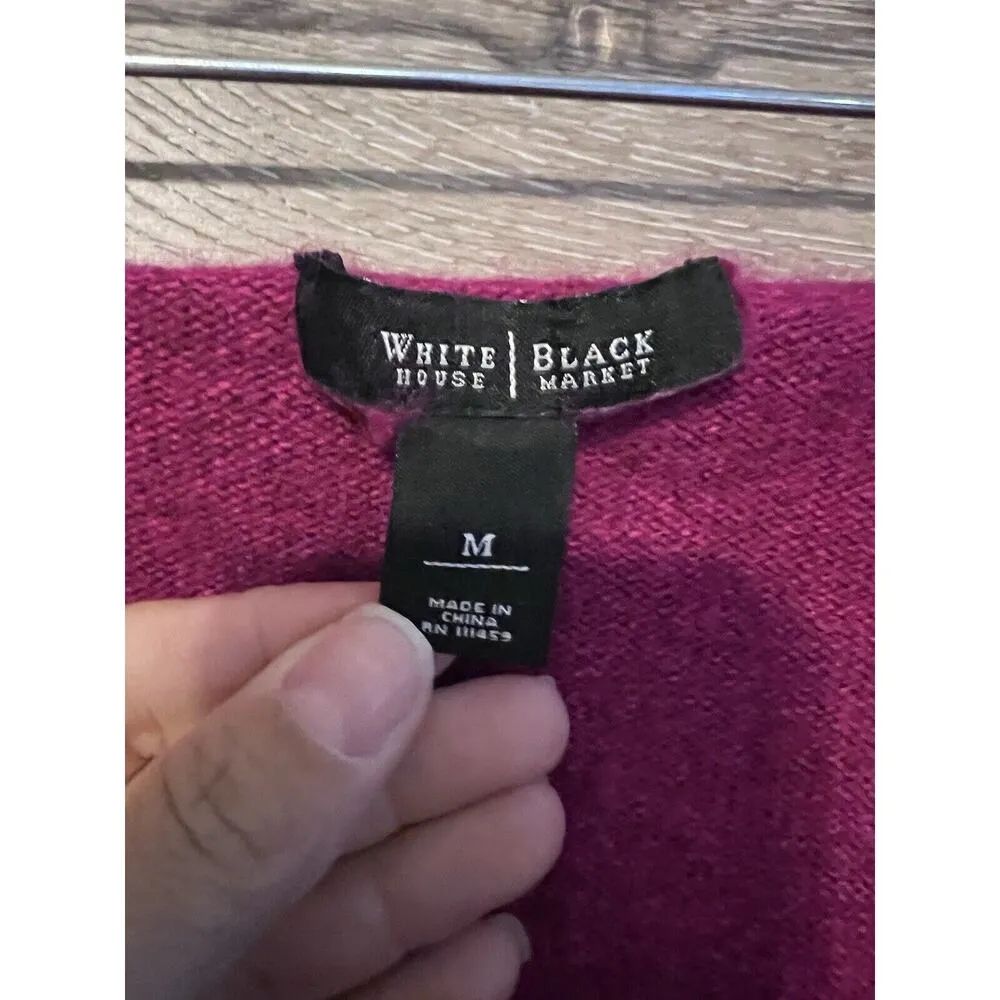 WHITE | BLACK
HOUSE | MARKET
M
MADE IN
CHINA
RN 111459